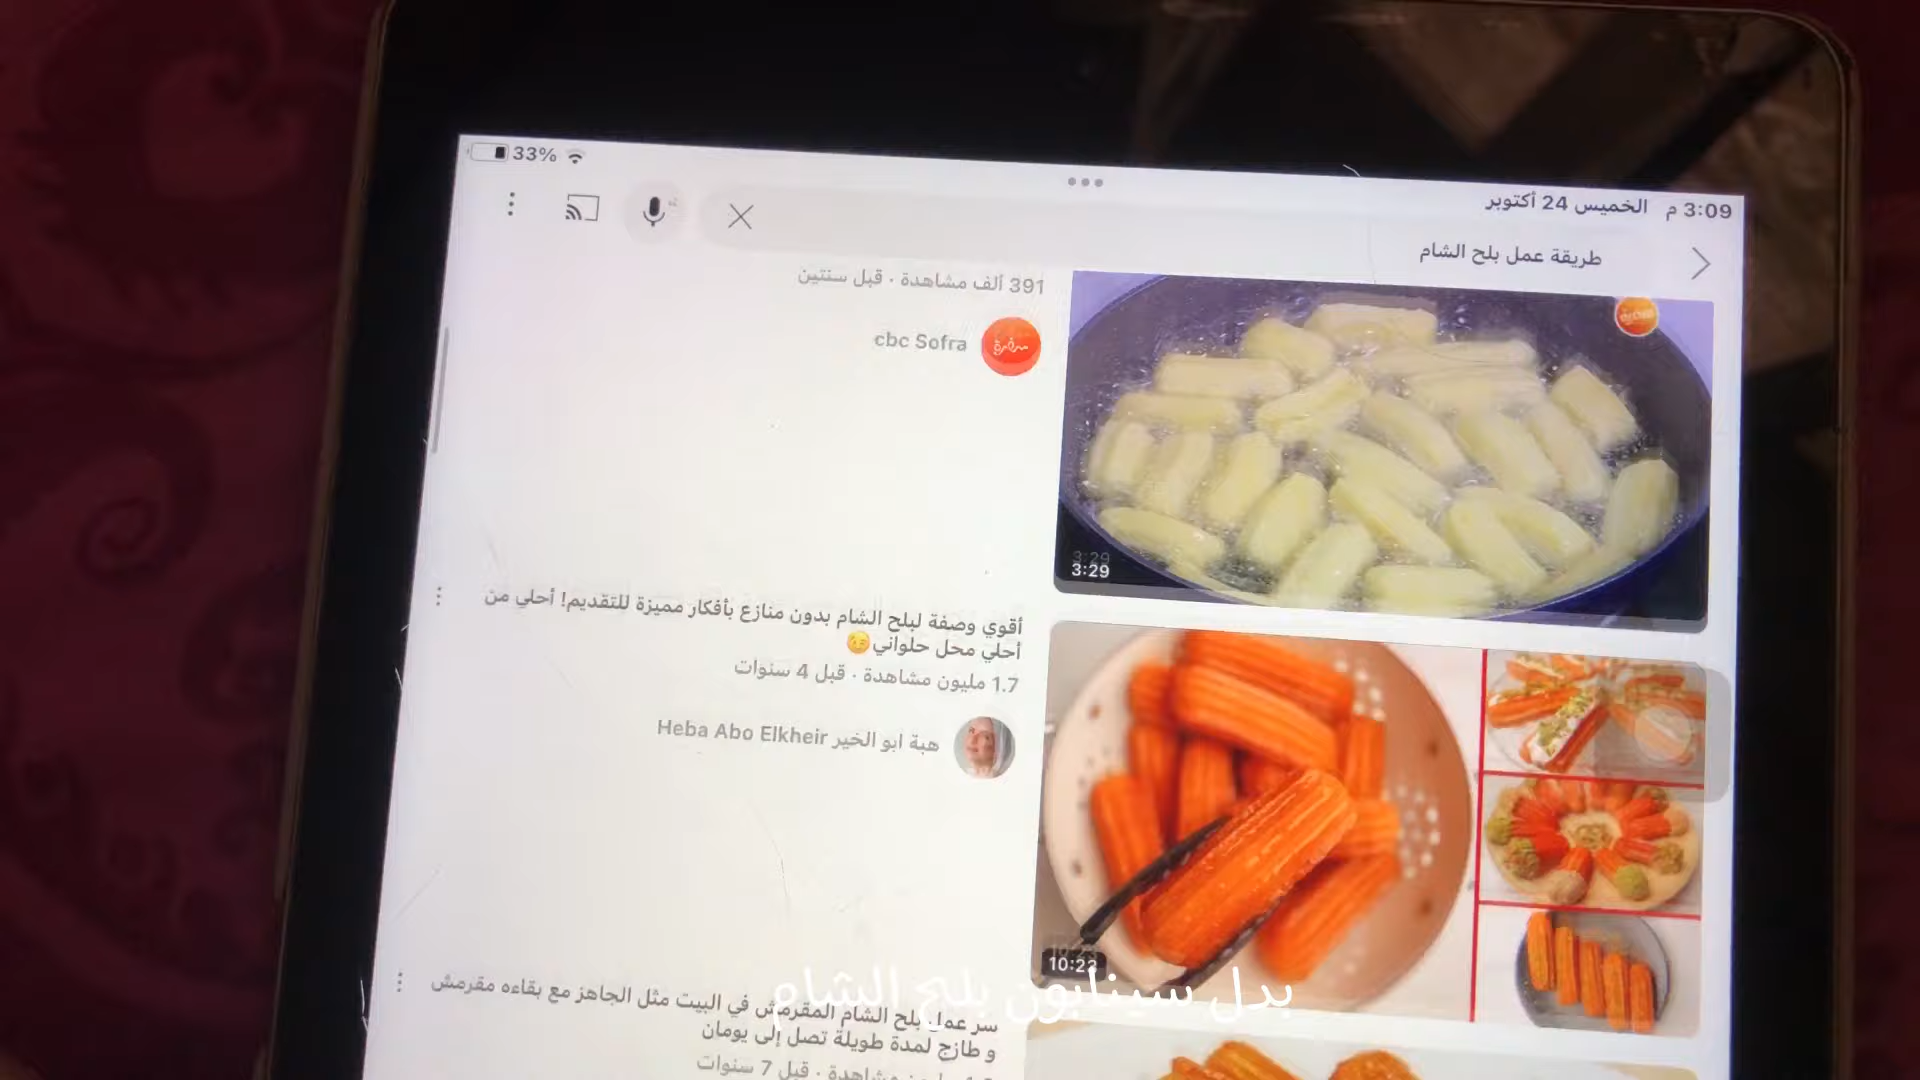 33%
3:09 م الخميس 24 أكتوبر
طريقة عمل بلح الشام
391 ألف مشاهدة · قبل سنتين
cbc Sofra
سفرة
3:29
أقوي وصفة لبلح الشام بدون منازع بأفكار مميزة للتقديم! أحلي من
أحلي محل حلواني😉
1.7 مليون مشاهدة · قبل 4 سنوات
هبة ابو الخير Heba Abo Elkheir
10:23
بدل سينابون بلح الشام
سر عمل بلح الشام المقرمش في البيت مثل الجاهز مع بقاءه مقرمش
و طازج لمدة طويلة تصل إلى يومان
مشاهدة · قبل 7 سنوات